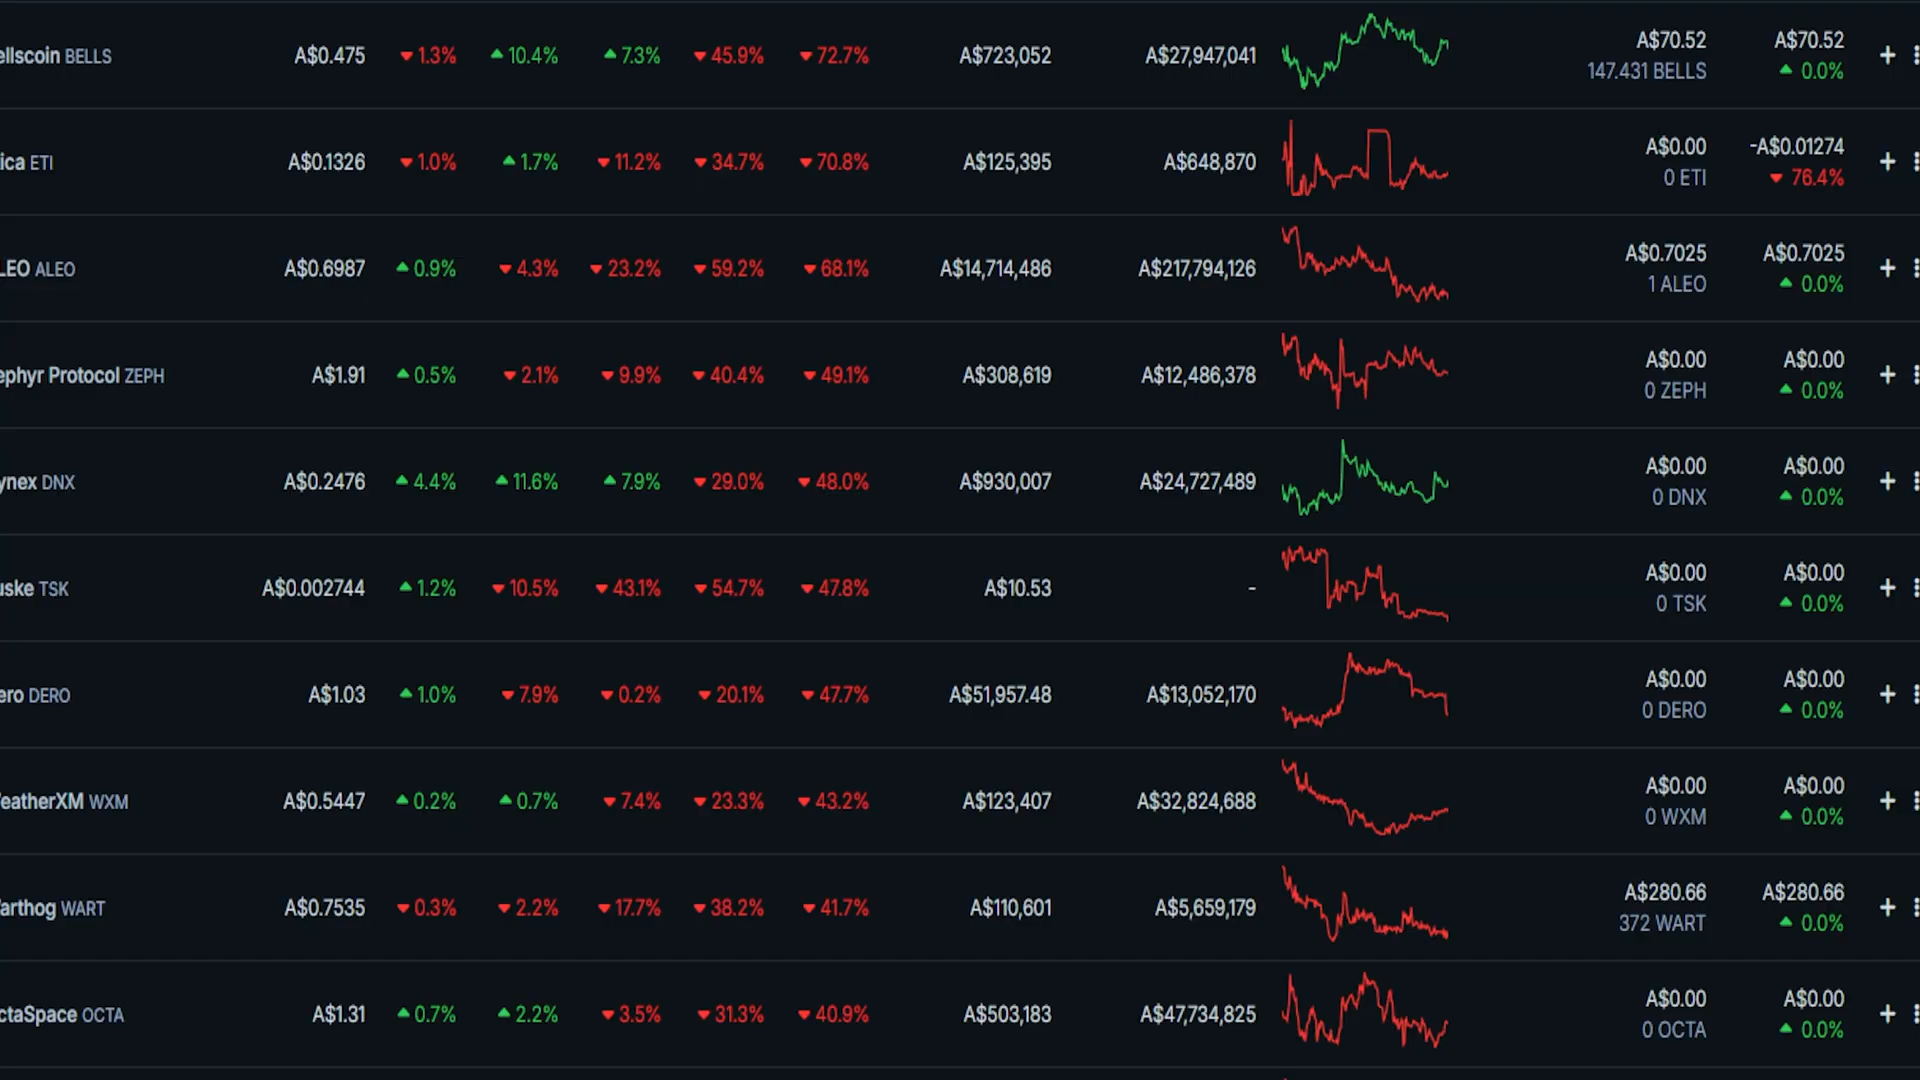 ellscoin BELLS A$0.475 1.3% 10.4% 7.3% 45.9% 72.7% A$723,052 A$27,947,041 A$70.52 A$70.52
147.431 BELLS 0.0%
ica ETI A$0.1326 1.0% 1.7% 11.2% 34.7% 70.8% A$125,395 A$648,870 A$0.00 -A$0.01274
0 ETI 76.4%
LEO ALEO A$0.6987 0.9% 4.3% 23.2% 59.2% 68.1% A$14,714,486 A$217,794,126 A$0.7025 A$0.7025
1 ALEO 0.0%
ephyr Protocol ZEPH A$1.91 0.5% 2.1% 9.9% 40.4% 49.1% A$308,619 A$12,486,378 A$0.00 A$0.00
0 ZEPH 0.0%
ynex DNX A$0.2476 4.4% 11.6% 7.9% 29.0% 48.0% A$930,007 A$24,727,489 A$0.00 A$0.00
0 DNX 0.0%
uske TSK A$0.002744 1.2% 10.5% 43.1% 54.7% 47.8% A$10.53 - A$0.00 A$0.00
0 TSK 0.0%
ero DERO A$1.03 1.0% 7.9% 0.2% 20.1% 47.7% A$51,957.48 A$13,052,170 A$0.00 A$0.00
0 DERO 0.0%
eatherXM WXM A$0.5447 0.2% 0.7% 7.4% 23.3% 43.2% A$123,407 A$32,824,688 A$0.00 A$0.00
0 WXM 0.0%
arthog WART A$0.7535 0.3% 2.2% 17.7% 38.2% 41.7% A$110,601 A$5,659,179 A$280.66 A$280.66
372 WART 0.0%
ctaSpace OCTA A$1.31 0.7% 2.2% 3.5% 31.3% 40.9% A$503,183 A$47,734,825 A$0.00 A$0.00
0 OCTA 0.0%